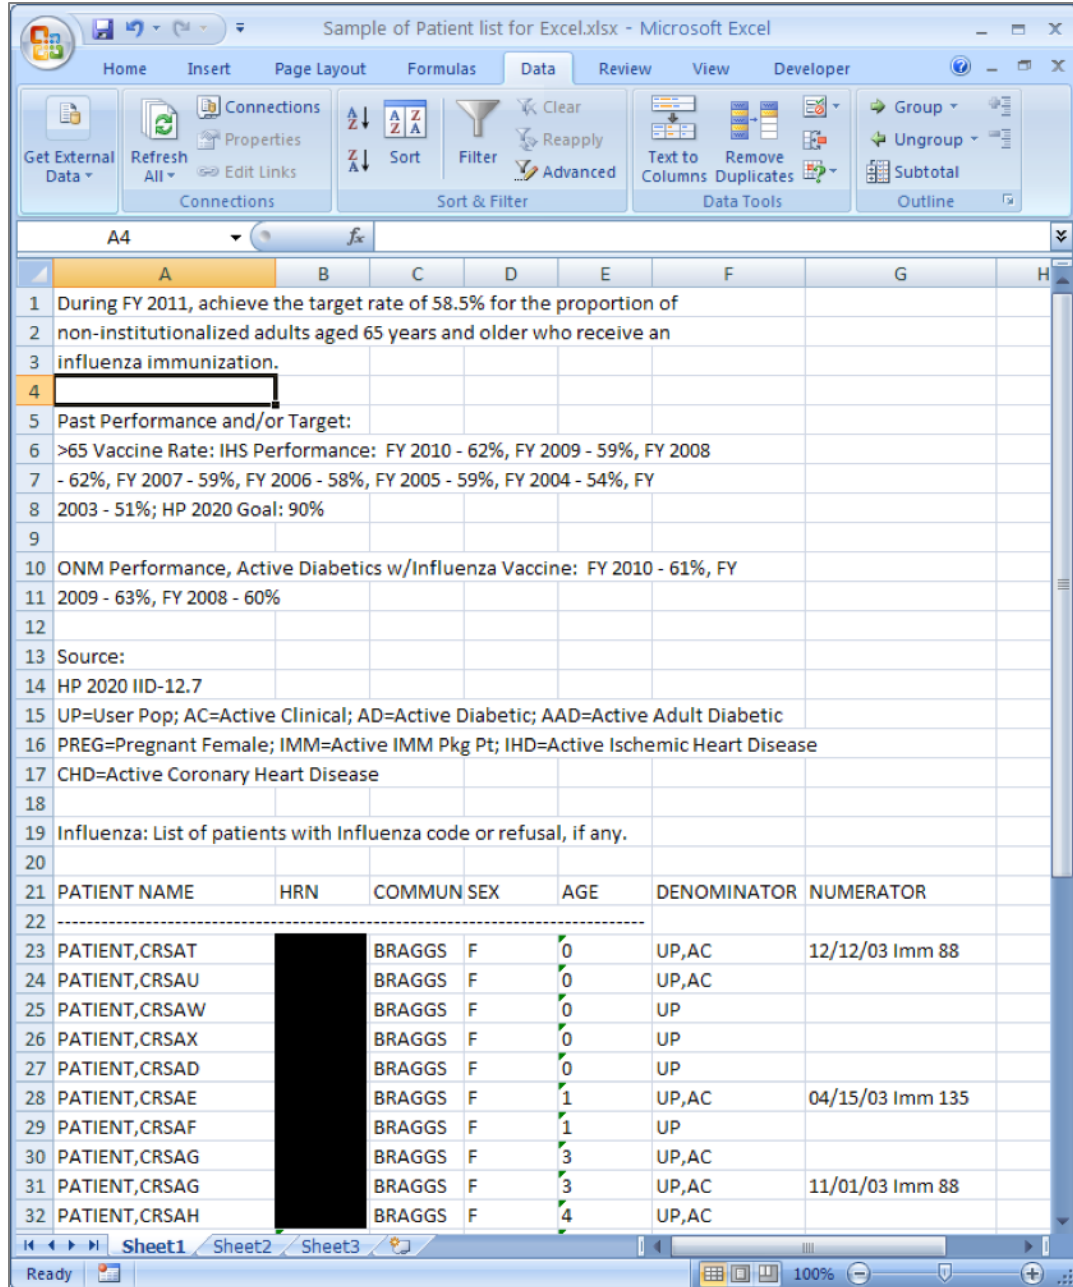 Sample of Patient list for Excel.xlsx - Microsoft Excel
Home Insert Page Layout Formulas Data Review View Developer
Get External Data
Refresh All
Connections
Properties
Edit Links
Connections
Sort
Filter
Clear
Reapply
Advanced
Sort & Filter
Text to Columns
Remove Duplicates
Data Tools
Group
Ungroup
Subtotal
Outline
A4 fx
A B C D E F G H
1 During FY 2011, achieve the target rate of 58.5% for the proportion of
2 non-institutionalized adults aged 65 years and older who receive an
3 influenza immunization.
4
5 Past Performance and/or Target:
6 >65 Vaccine Rate: IHS Performance: FY 2010 - 62%, FY 2009 - 59%, FY 2008
7 - 62%, FY 2007 - 59%, FY 2006 - 58%, FY 2005 - 59%, FY 2004 - 54%, FY
8 2003 - 51%; HP 2020 Goal: 90%
9
10 ONM Performance, Active Diabetics w/Influenza Vaccine: FY 2010 - 61%, FY
11 2009 - 63%, FY 2008 - 60%
12
13 Source:
14 HP 2020 IID-12.7
15 UP=User Pop; AC=Active Clinical; AD=Active Diabetic; AAD=Active Adult Diabetic
16 PREG=Pregnant Female; IMM=Active IMM Pkg Pt; IHD=Active Ischemic Heart Disease
17 CHD=Active Coronary Heart Disease
18
19 Influenza: List of patients with Influenza code or refusal, if any.
20
21 PATIENT NAME HRN COMMUN SEX AGE DENOMINATOR NUMERATOR
22 --------------------------------------------------------------------------------
23 PATIENT,CRSAT BRAGGS F 0 UP,AC 12/12/03 Imm 88
24 PATIENT,CRSAU BRAGGS F 0 UP,AC
25 PATIENT,CRSAW BRAGGS F 0 UP
26 PATIENT,CRSAX BRAGGS F 0 UP
27 PATIENT,CRSAD BRAGGS F 0 UP
28 PATIENT,CRSAE BRAGGS F 1 UP,AC 04/15/03 Imm 135
29 PATIENT,CRSAF BRAGGS F 1 UP
30 PATIENT,CRSAG BRAGGS F 3 UP,AC
31 PATIENT,CRSAG BRAGGS F 3 UP,AC 11/01/03 Imm 88
32 PATIENT,CRSAH BRAGGS F 4 UP,AC
Sheet1 Sheet2 Sheet3
Ready 100%